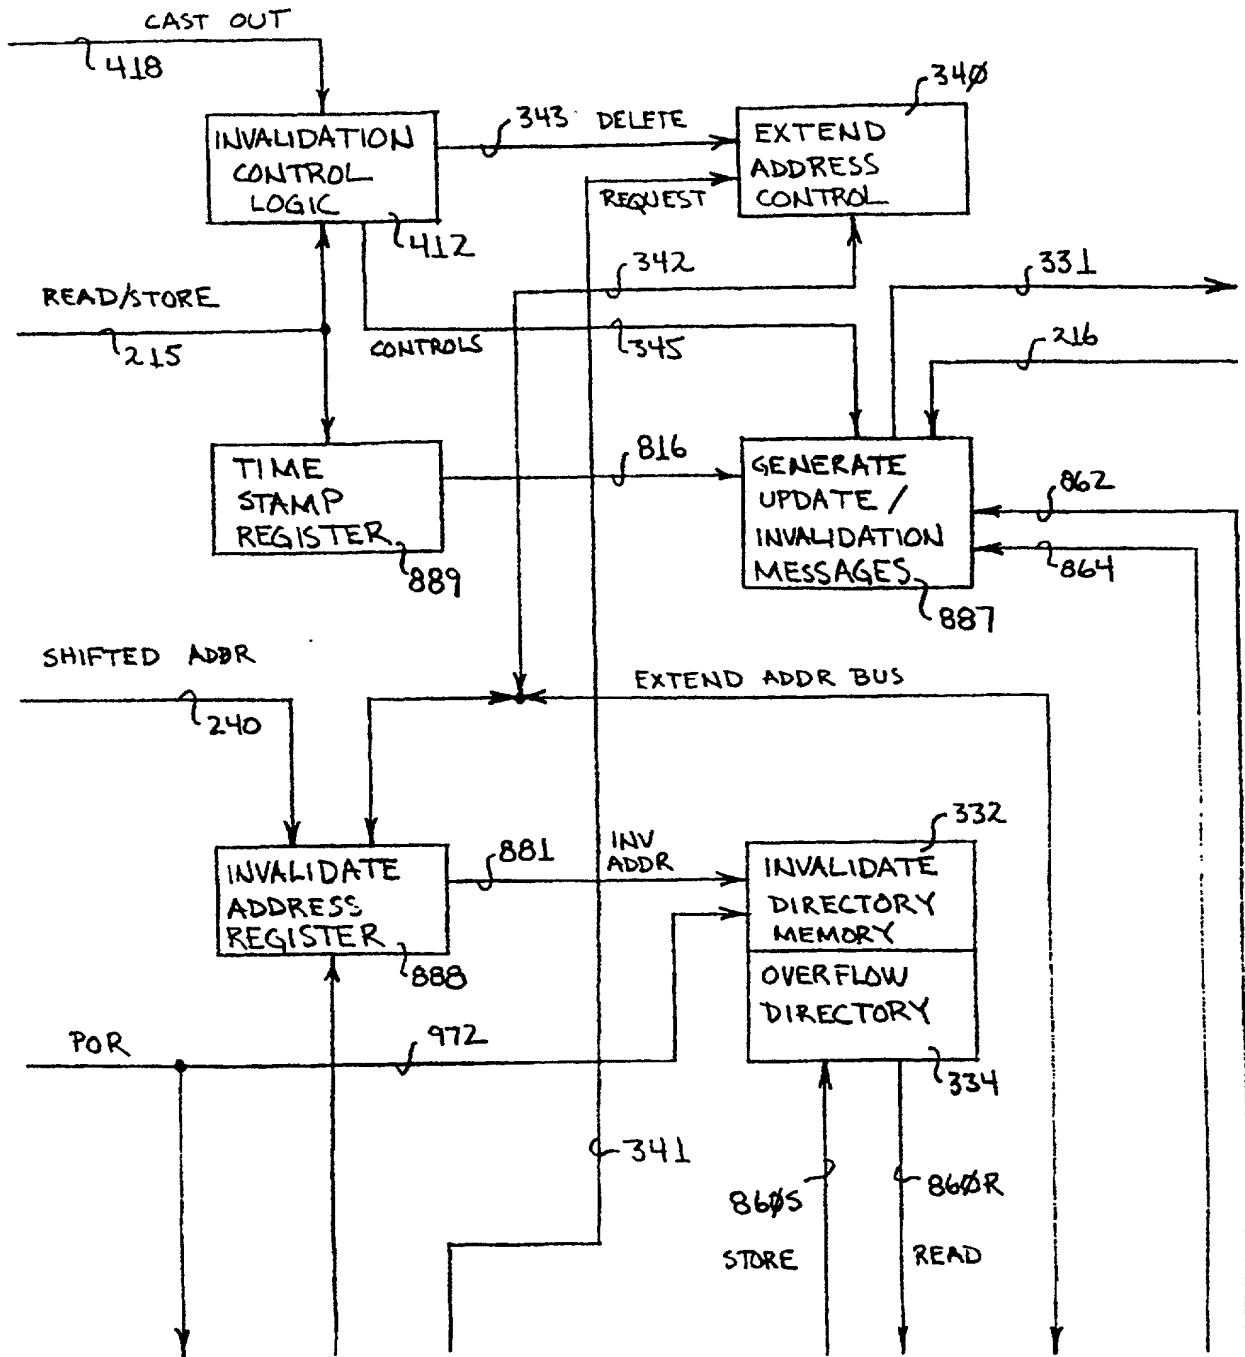 CAST OUT
418
INVALIDATION
CONTROL
LOGIC
412
343 DELETE
340
EXTEND
ADDRESS
CONTROL
REQUEST
342
331
READ/STORE
215
CONTROLS
345
216
TIME
STAMP
REGISTER
889
816
GENERATE
UPDATE /
INVALIDATION
MESSAGES
887
862
864
SHIFTED ADDR
240
EXTEND ADDR BUS
INVALIDATE
ADDRESS
REGISTER
888
881
INV
ADDR
332
INVALIDATE
DIRECTORY
MEMORY
OVERFLOW
DIRECTORY
334
POR
972
341
860S
STORE
860R
READ